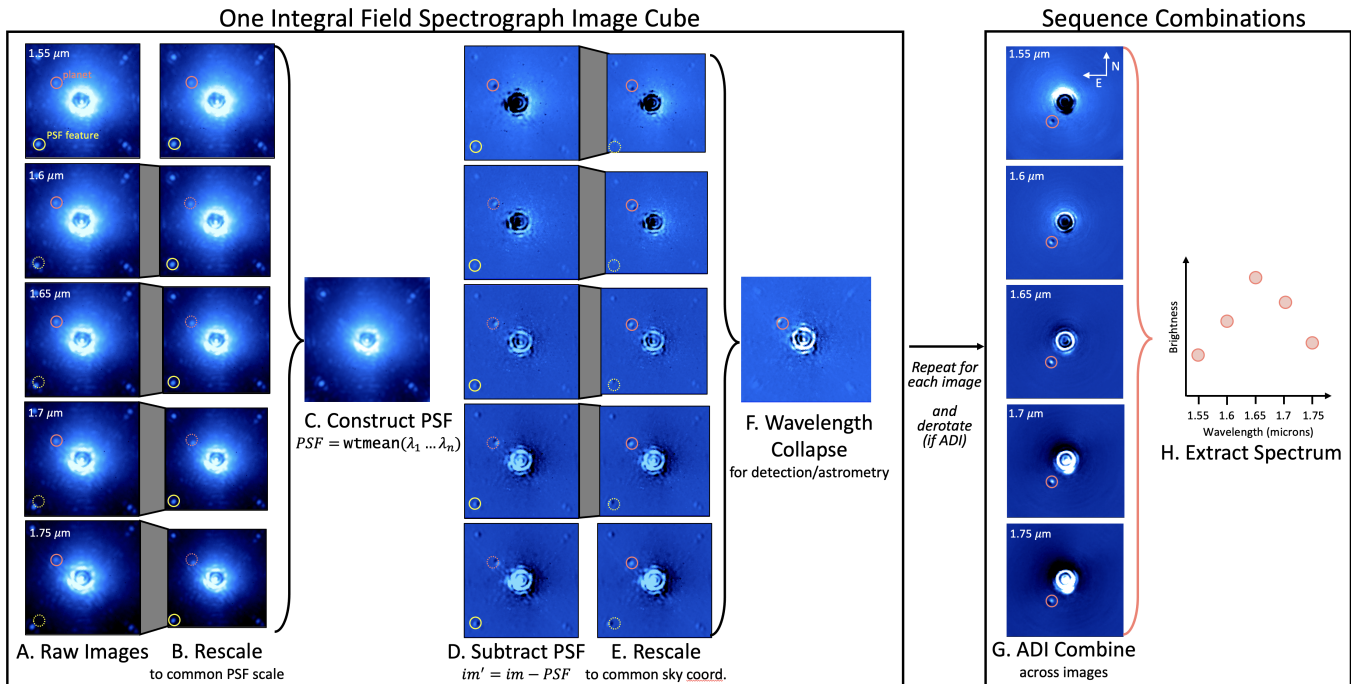 One Integral Field Spectrograph Image Cube
Sequence Combinations
1.55 μm
planet
PSF feature
1.6 μm
1.65 μm
1.7 μm
1.75 μm
A. Raw Images
B. Rescale
to common PSF scale
C. Construct PSF
PSF = wtmean(λ₁ … λₙ)
D. Subtract PSF
im′ = im − PSF
E. Rescale
to common sky coord.
F. Wavelength
Collapse
for detection/astrometry
Repeat for
each image
and
derotate
(if ADI)
1.55 μm
N
E
1.6 μm
1.65 μm
1.7 μm
1.75 μm
G. ADI Combine
across images
Brightness
1.55 1.6 1.65 1.7 1.75
Wavelength (microns)
H. Extract Spectrum